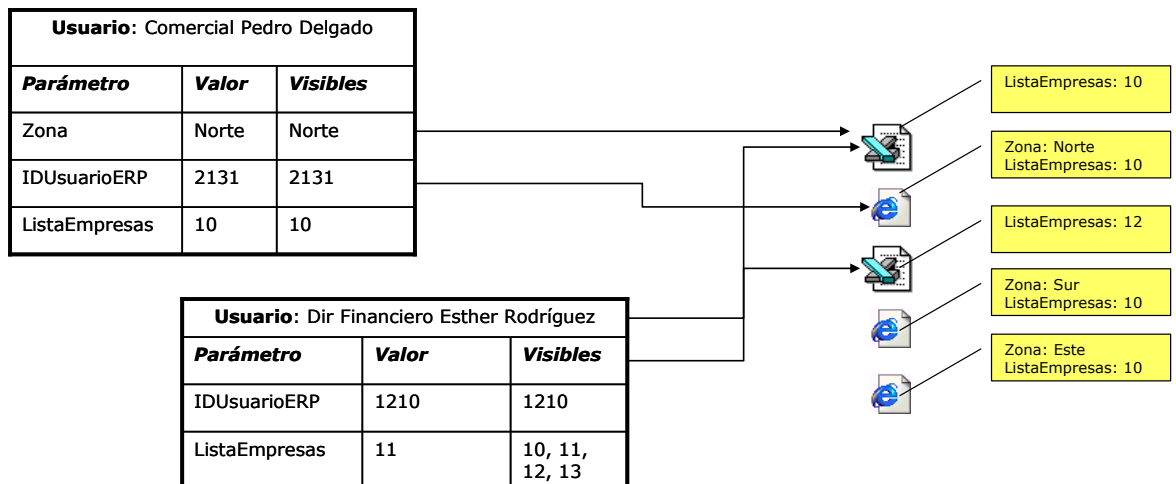 Usuario: Comercial Pedro Delgado
Parámetro Valor Visibles
Zona Norte Norte
IDUsuarioERP 2131 2131
ListaEmpresas 10 10
Usuario: Dir Financiero Esther Rodríguez
Parámetro Valor Visibles
IDUsuarioERP 1210 1210
ListaEmpresas 11 10, 11,
12, 13
ListaEmpresas: 10
Zona: Norte
ListaEmpresas: 10
ListaEmpresas: 12
Zona: Sur
ListaEmpresas: 10
Zona: Este
ListaEmpresas: 10